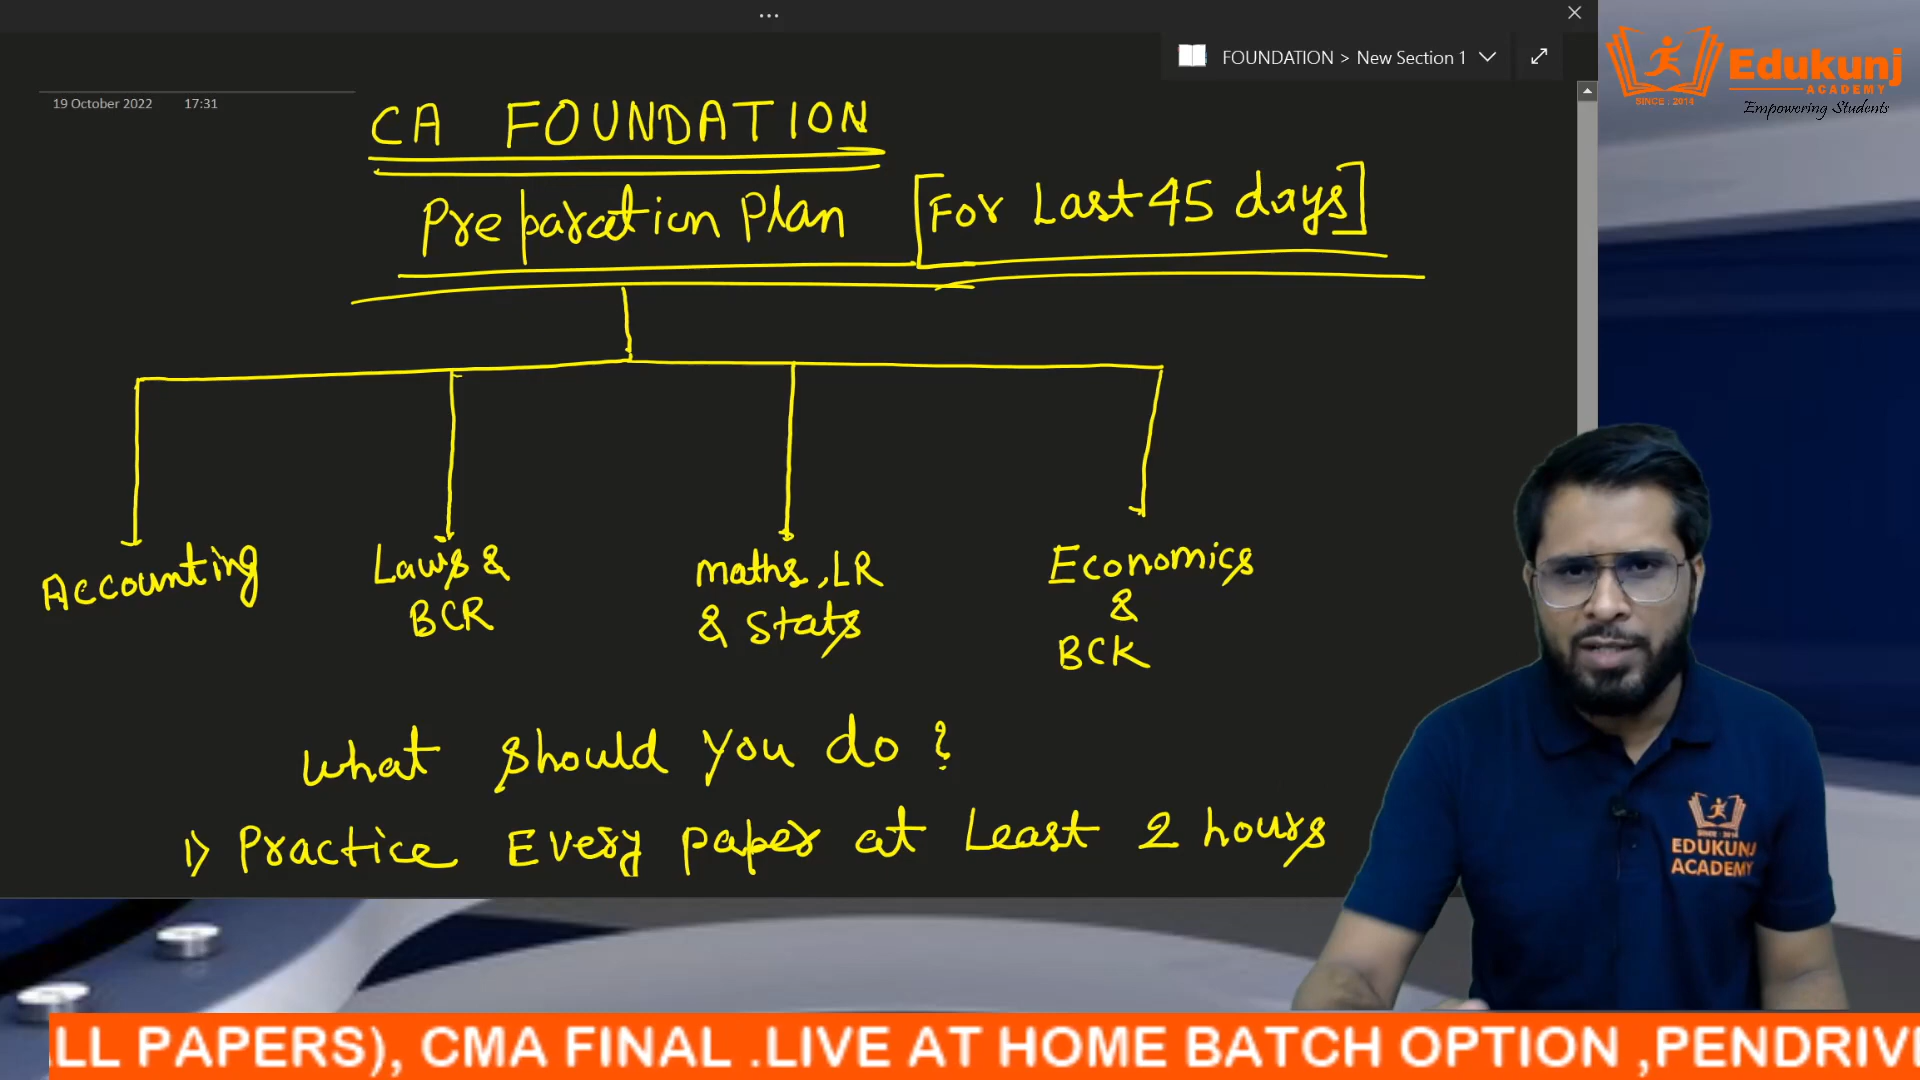 ...
FOUNDATION > New Section 1
Edukunj
ACADEMY
SINCE : 2014
Empowering Students
19 October 2022 17:31
CA FOUNDATION
Preparation Plan [For Last 45 days]
Accounting
Laws &
BCR
maths, LR
& Stats
Economics
&
BCK
What should you do?
1) Practice Every paper at Least 2 hours
SINCE : 2014
EDUKUNJ
ACADEMY
LL PAPERS), CMA FINAL .LIVE AT HOME BATCH OPTION ,PENDRIV